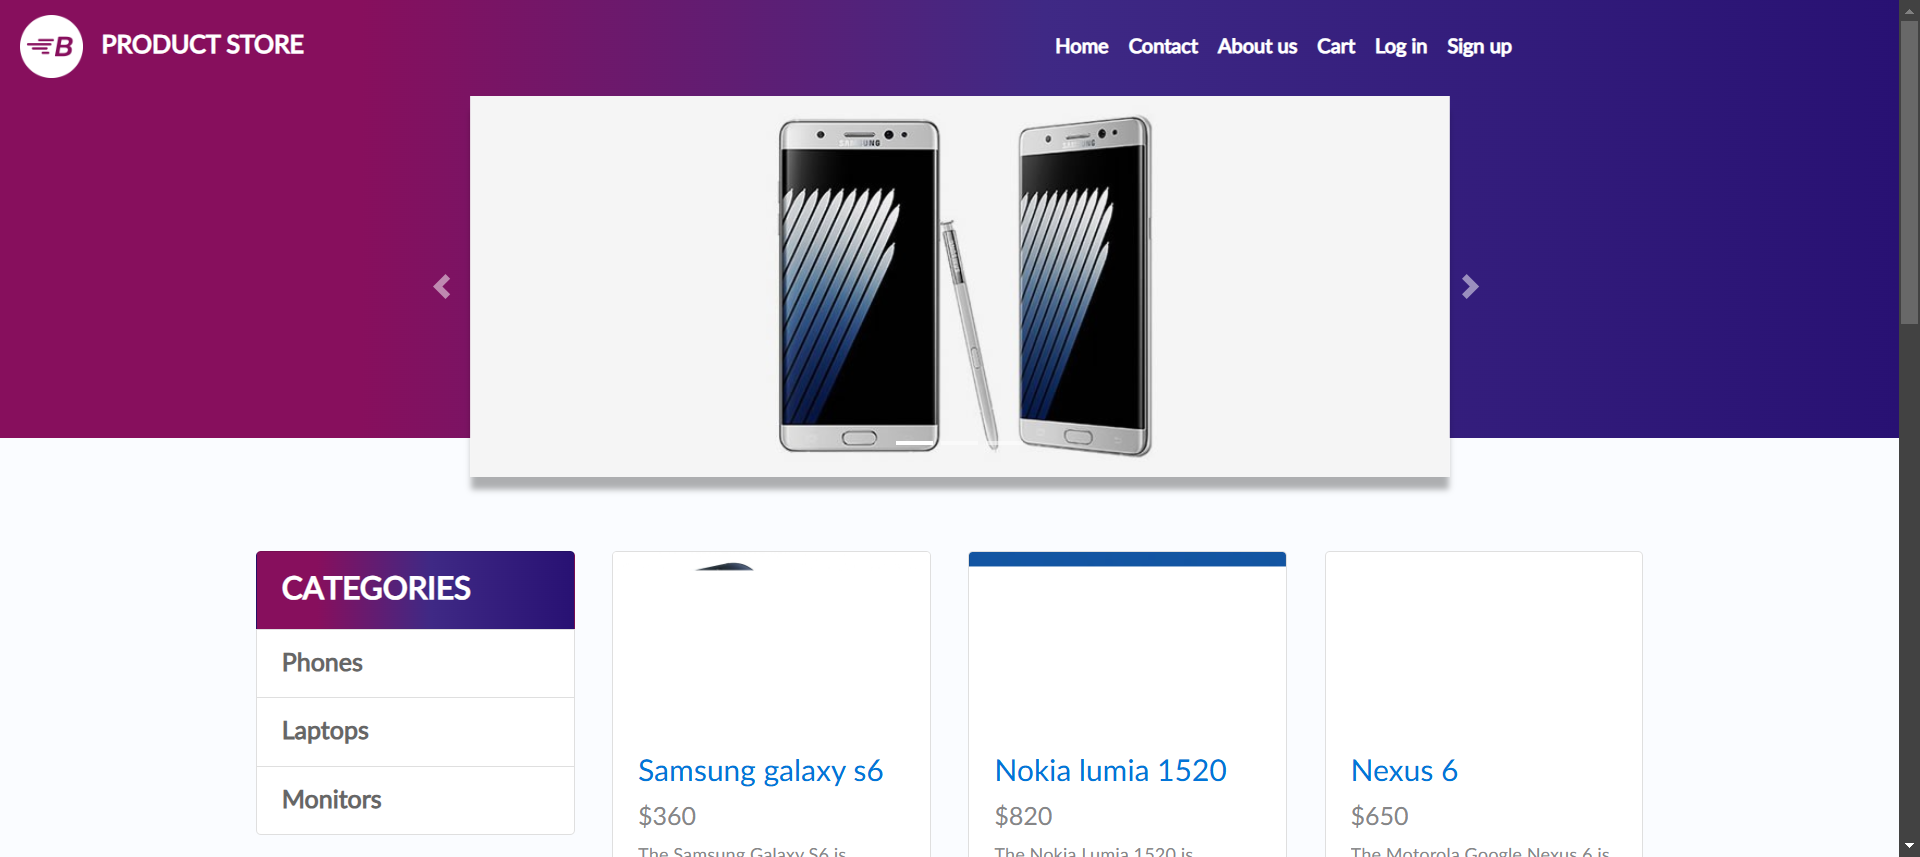 B PRODUCT STORE
Home Contact About us Cart Log in Sign up
SAMSUNG
CATEGORIES
Phones
Laptops
Monitors
Samsung galaxy s6
$360
The Samsung Galaxy S6 is
Nokia lumia 1520
$820
The Nokia Lumia 1520 is
Nexus 6
$650
The Motorola Google Nexus 6 is